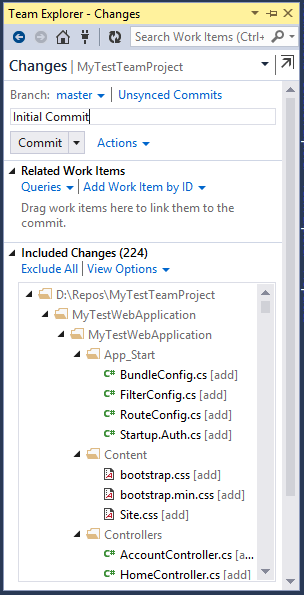 Team Explorer - Changes
Search Work Items (Ctrl+
Changes | MyTestTeamProject
Branch: master | Unsynced Commits
Initial Commit
Commit Actions
Related Work Items
Queries | Add Work Item by ID
Drag work items here to link them to the
commit.
Included Changes (224)
Exclude All | View Options
D:\Repos\MyTestTeamProject
MyTestWebApplication
MyTestWebApplication
App_Start
C# BundleConfig.cs [add]
C# FilterConfig.cs [add]
C# RouteConfig.cs [add]
C# Startup.Auth.cs [add]
Content
bootstrap.css [add]
bootstrap.min.css [add]
Site.css [add]
Controllers
C# AccountController.cs [a...
C# HomeController.cs [add]